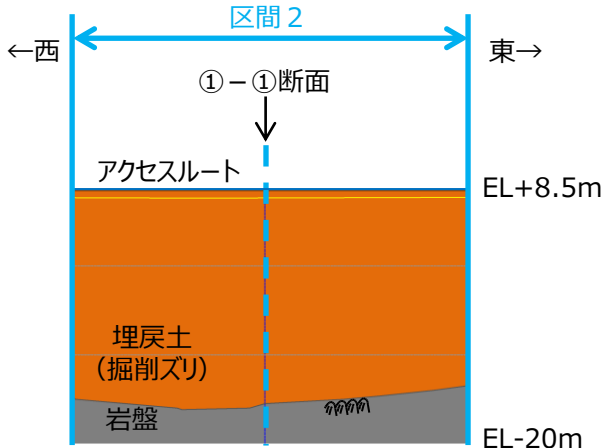 区間２
←西
東→
①－①断面
アクセスルート
EL+8.5m
埋戻土
（掘削ズリ）
岩盤
EL-20m